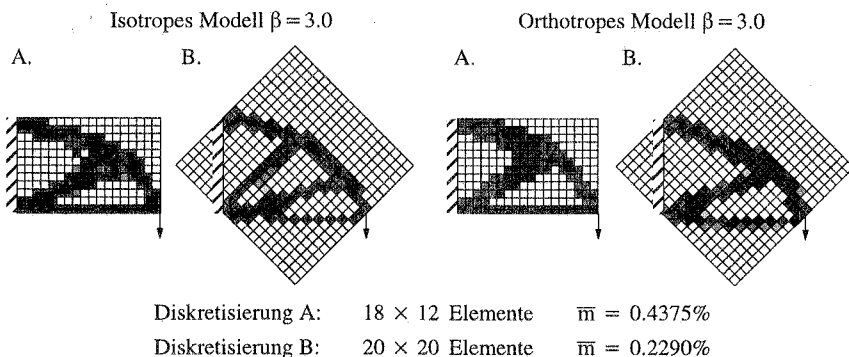 Isotropes Modell β = 3.0
Orthotropes Modell β = 3.0
A.
B.
A.
B.
Diskretisierung A: 18 × 12 Elemente m̅ = 0.4375%
Diskretisierung B: 20 × 20 Elemente m̅ = 0.2290%